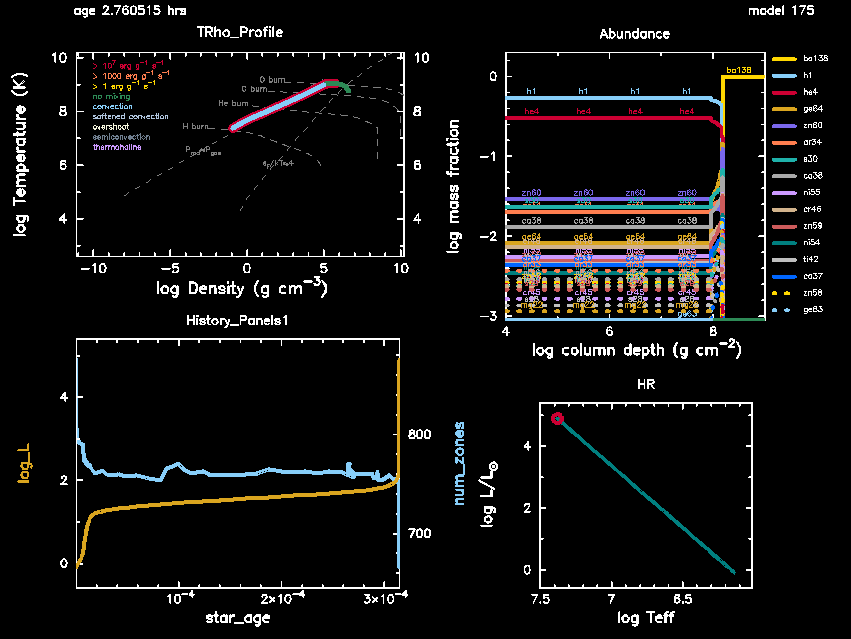 age 2.760515 hrs
model 175
TRho_Profile
> 10^7 erg g^-1 s^-1
> 1000 erg g^-1 s^-1
> 1 erg g^-1 s^-1
no mixing
convection
softened convection
overshoot
semiconvection
thermohaline
O burn
C burn
He burn
H burn
10
8
6
4
10
8
6
4
−10
−5
0
5
10
log Density (g cm^-3)
log Temperature (K)
Abundance
ba138
h1 h1 h1
he4 he4 he4
zn60 zn60 zn60 zn60
ca38 ca38 ca38 ca38
ge64 ge64 ge64 ge64
0
−1
−2
−3
4
6
8
log column depth (g cm^-2)
log mass fraction
ba138
h1
he4
ge64
zn60
ar34
s30
ca38
ni55
cr46
zn59
ni54
ti42
ca37
zn58
ge63
History_Panels1
4
2
0
800
700
10^-4
2×10^-4
3×10^-4
star_age
log_L
num_zones
HR
4
2
0
7.5
7
6.5
log Teff
log L/L☉